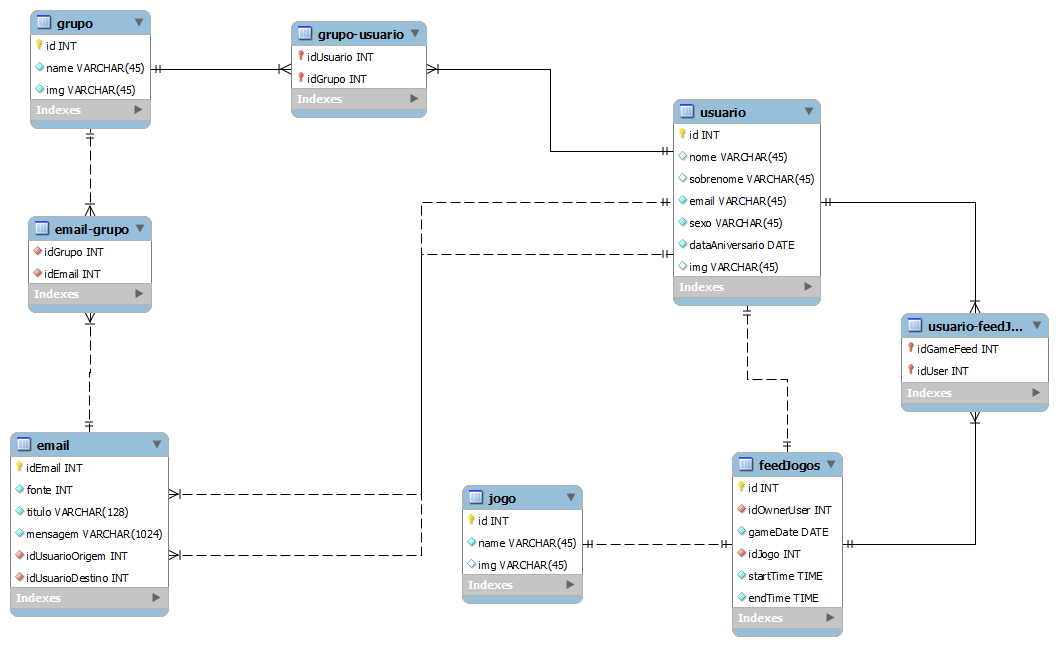 grupo
id INT
name VARCHAR(45)
img VARCHAR(45)
Indexes
grupo-usuario
idUsuario INT
idGrupo INT
Indexes
usuario
id INT
nome VARCHAR(45)
sobrenome VARCHAR(45)
email VARCHAR(45)
sexo VARCHAR(45)
dataAniversario DATE
img VARCHAR(45)
Indexes
email-grupo
idGrupo INT
idEmail INT
Indexes
usuario-feedJ...
idGameFeed INT
idUser INT
Indexes
email
idEmail INT
fonte INT
titulo VARCHAR(128)
mensagem VARCHAR(1024)
idUsuarioOrigem INT
idUsuarioDestino INT
Indexes
jogo
id INT
name VARCHAR(45)
img VARCHAR(45)
Indexes
feedJogos
id INT
idOwnerUser INT
gameDate DATE
idJogo INT
startTime TIME
endTime TIME
Indexes